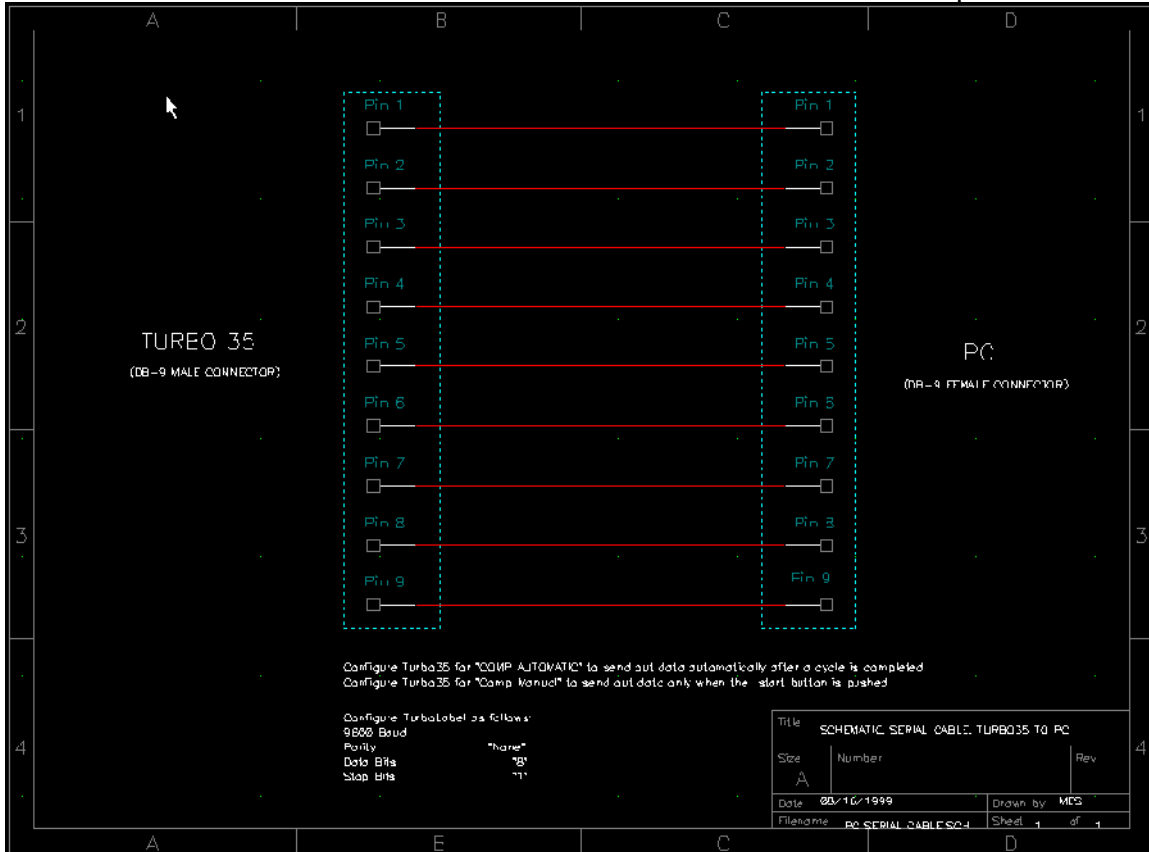 A B C D
1 1
Pin 1 Pin 1
Pin 2 Pin 2
Pin 3 Pin 3
Pin 4 Pin 4
2 2
TUREO 35
(DB-9 MALE CONNECTOR)
Pin 5 Pin 5
PC
(DB-9 FEMALE CONNECTOR)
Pin 6 Pin 5
Pin 7 Pin 7
3 3
Pin 8 Pin 8
Pin 9 Pin 9
Configure Turbo35 for "COMP AUTOMATIC" to send out data automatically after a cycle is completed
Configure Turbo35 for "Comp Manual" to send out data only when the start button is pushed
Configure TurboLabel as follows:
9600 Baud
Parity "None"
Data Bits "8"
Stop Bits "1"
4 4
Title SCHEMATIC, SERIAL CABLE, TURBO35 TO PC
Size A Number Rev
Date 08/16/1999 Drawn by
Filename PC SERIAL CABLE.SCH Sheet 1 of 1
A E C D